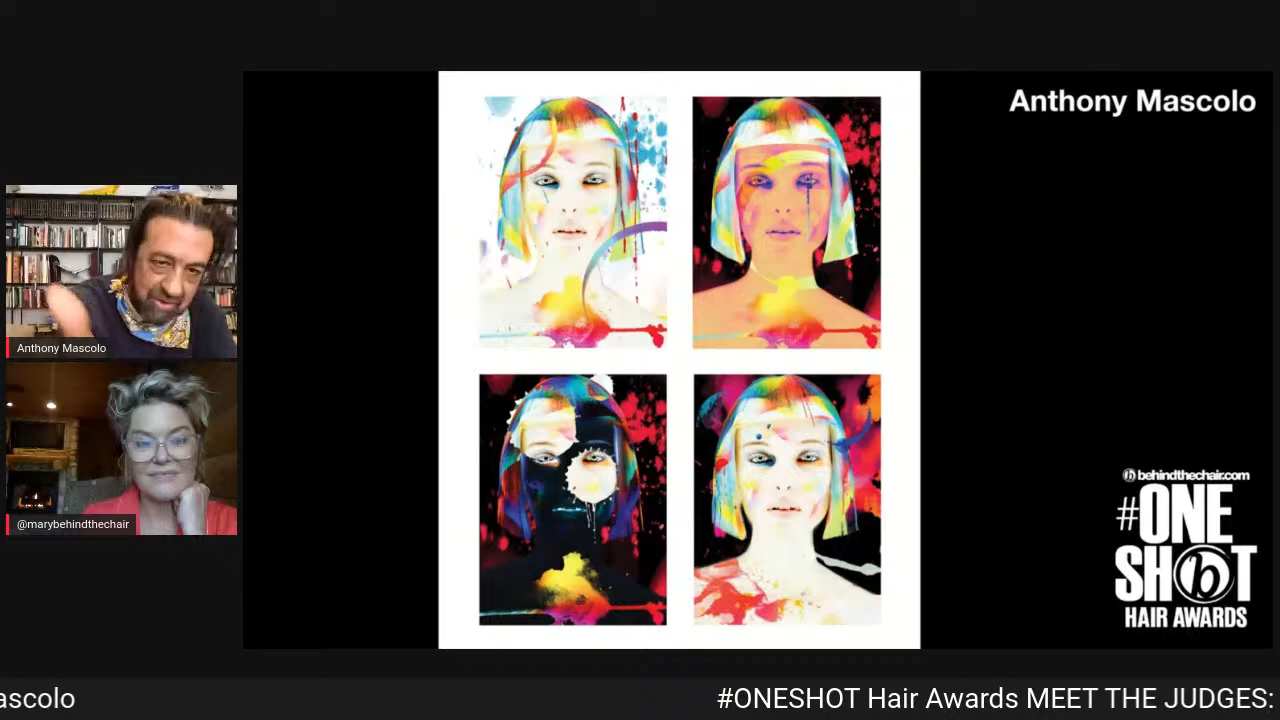 Anthony Mascolo
Anthony Mascolo
@marybehindthechair
b behindthechair.com
#ONE
SHOT
HAIR AWARDS
ascolo
#ONESHOT Hair Awards MEET THE JUDGES: